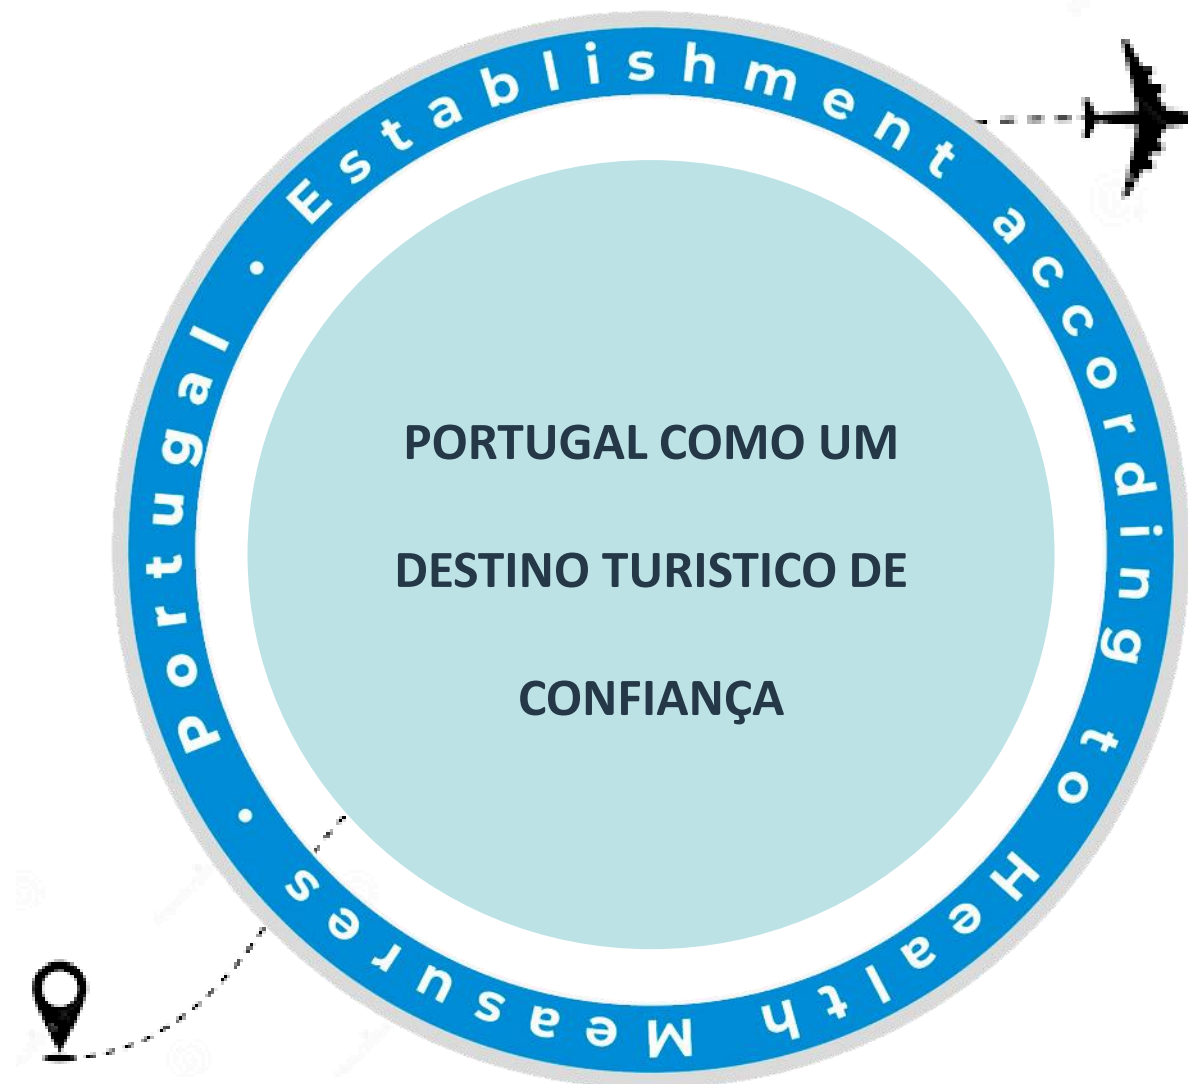 Portugal · Establishment according to Health Measures ·
PORTUGAL COMO UM
DESTINO TURISTICO DE
CONFIANÇA